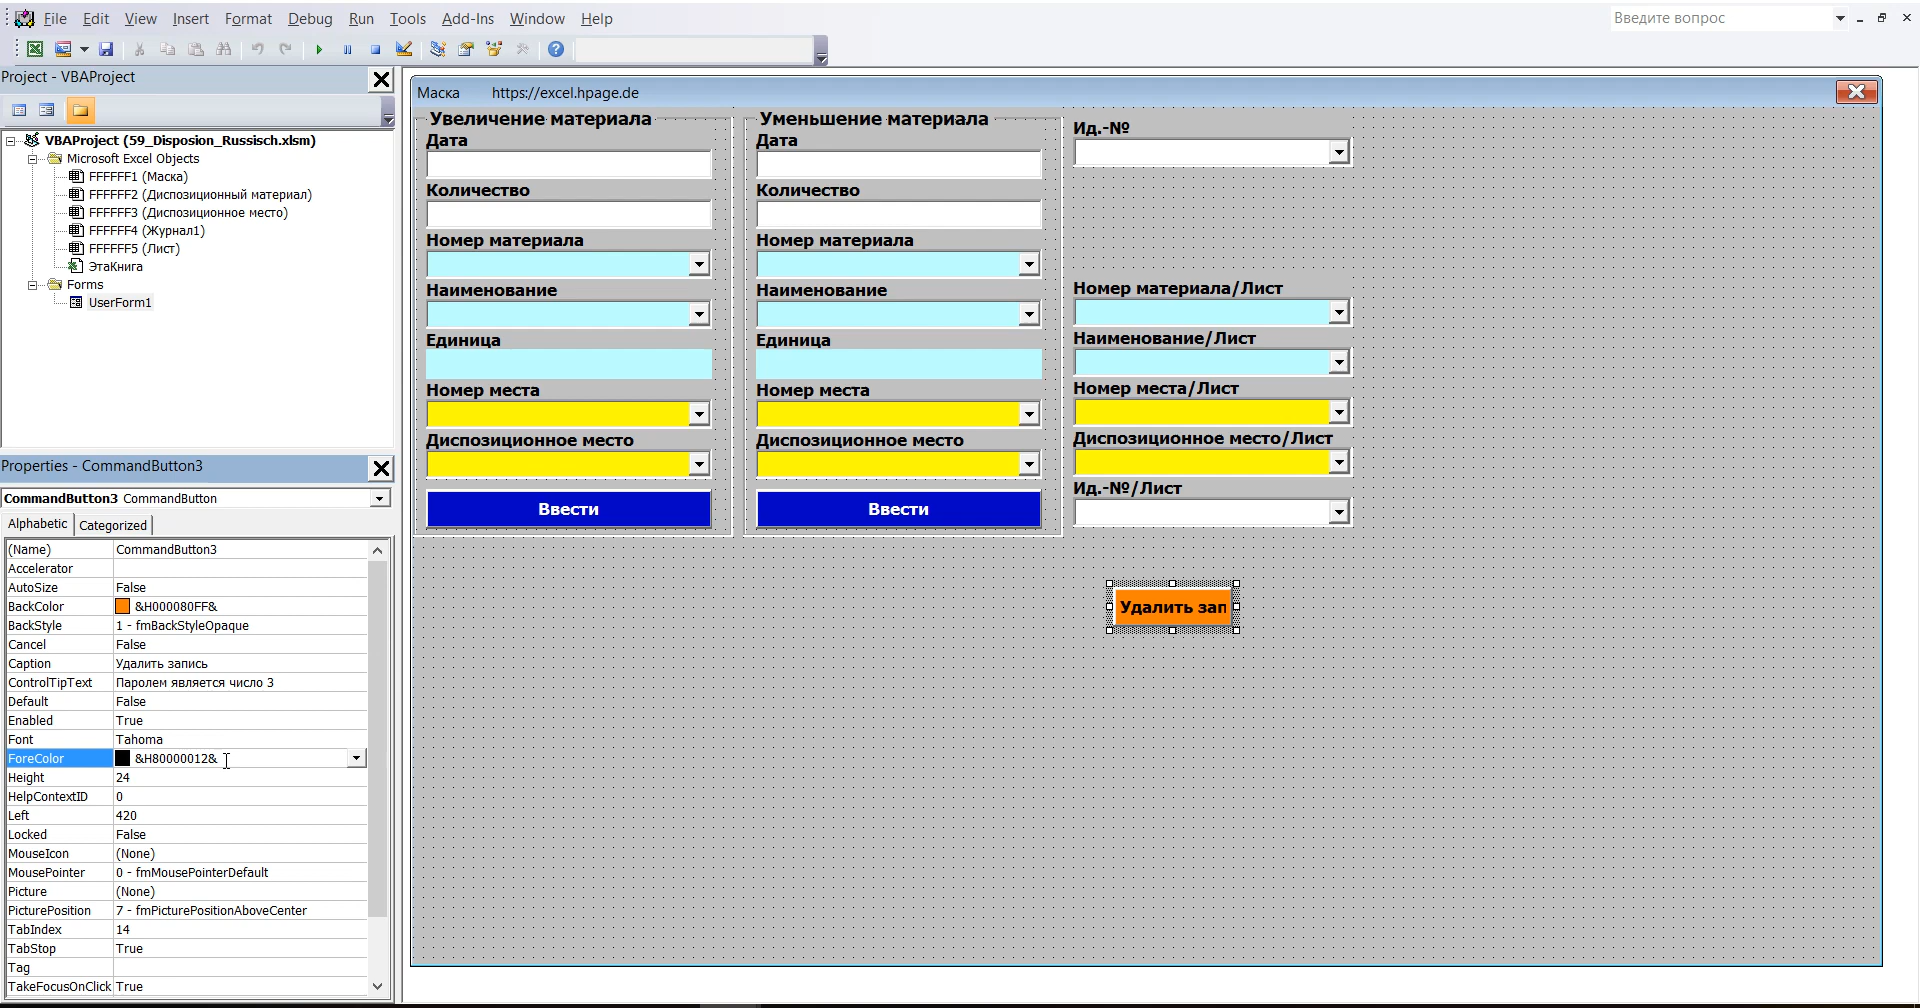 File Edit View Insert Format Debug Run Tools Add-Ins Window Help
Введите вопрос
Project - VBAProject
VBAProject (59_Disposion_Russisch.xlsm)
Microsoft Excel Objects
FFFFFF1 (Маска)
FFFFFF2 (Диспозиционный материал)
FFFFFF3 (Диспозиционное место)
FFFFFF4 (Журнал1)
FFFFFF5 (Лист)
ЭтаКнига
Forms
UserForm1
Properties - CommandButton3
CommandButton3 CommandButton
Alphabetic Categorized
(Name) CommandButton3
Accelerator
AutoSize False
BackColor &H000080FF&
BackStyle 1 - fmBackStyleOpaque
Cancel False
Caption Удалить запись
ControlTipText Паролем является число 3
Default False
Enabled True
Font Tahoma
ForeColor &H80000012&
Height 24
HelpContextID 0
Left 420
Locked False
MouseIcon (None)
MousePointer 0 - fmMousePointerDefault
Picture (None)
PicturePosition 7 - fmPicturePositionAboveCenter
TabIndex 14
TabStop True
Tag
TakeFocusOnClick True
Маска https://excel.hpage.de
Увеличение материала
Дата
Количество
Номер материала
Наименование
Единица
Номер места
Диспозиционное место
Ввести
Уменьшение материала
Дата
Количество
Номер материала
Наименование
Единица
Номер места
Диспозиционное место
Ввести
Ид.-№
Номер материала/Лист
Наименование/Лист
Номер места/Лист
Диспозиционное место/Лист
Ид.-№/Лист
Удалить зап